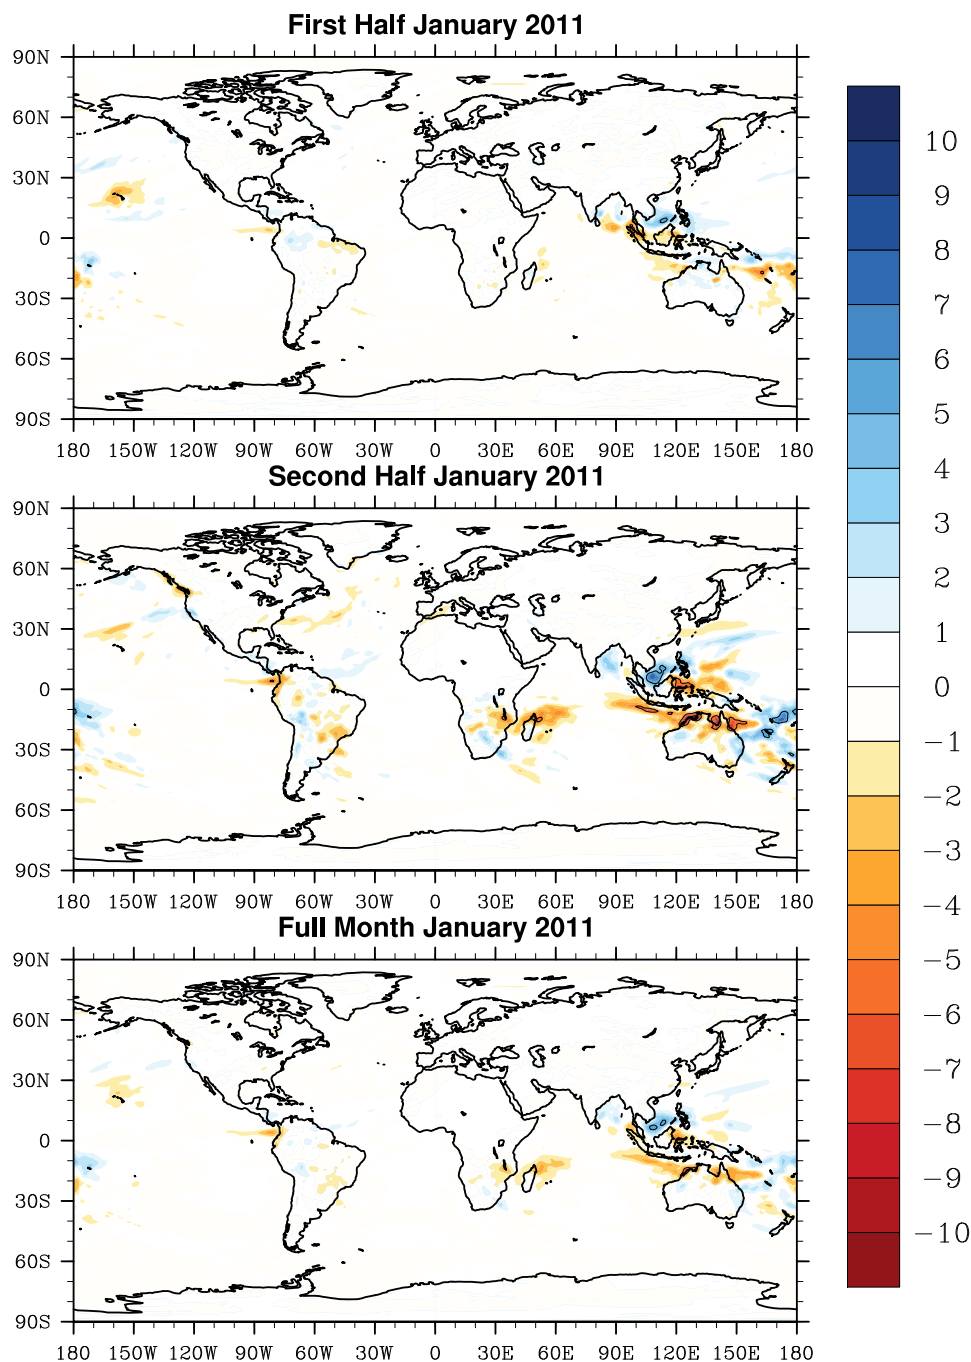 First Half January 2011
90N
60N
30N
0
30S
60S
90S
180 150W 120W 90W 60W 30W 0 30E 60E 90E 120E 150E 180
Second Half January 2011
90N
60N
30N
0
30S
60S
90S
180 150W 120W 90W 60W 30W 0 30E 60E 90E 120E 150E 180
Full Month January 2011
90N
60N
30N
0
30S
60S
90S
180 150W 120W 90W 60W 30W 0 30E 60E 90E 120E 150E 180
10
9
8
7
6
5
4
3
2
1
0
−1
−2
−3
−4
−5
−6
−7
−8
−9
−10